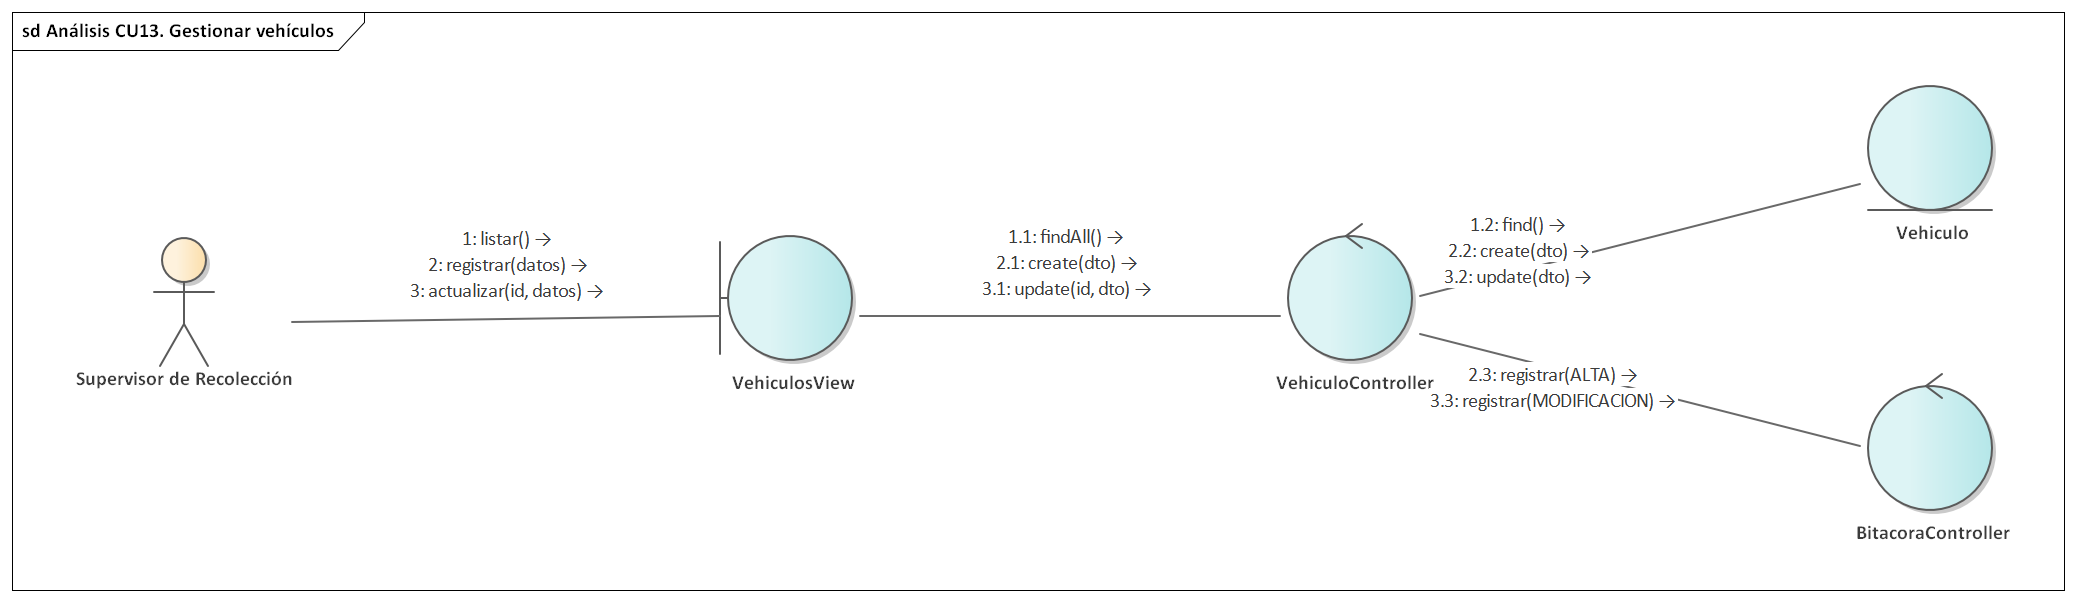 sd Análisis CU13. Gestionar vehículos
1: listar() →
2: registrar(datos) →
3: actualizar(id, datos) →
1.1: findAll() →
2.1: create(dto) →
3.1: update(id, dto) →
1.2: find() →
2.2: create(dto) →
3.2: update(dto) →
2.3: registrar(ALTA) →
3.3: registrar(MODIFICACION) →
Supervisor de Recolección
VehiculosView
VehiculoController
Vehiculo
BitacoraController